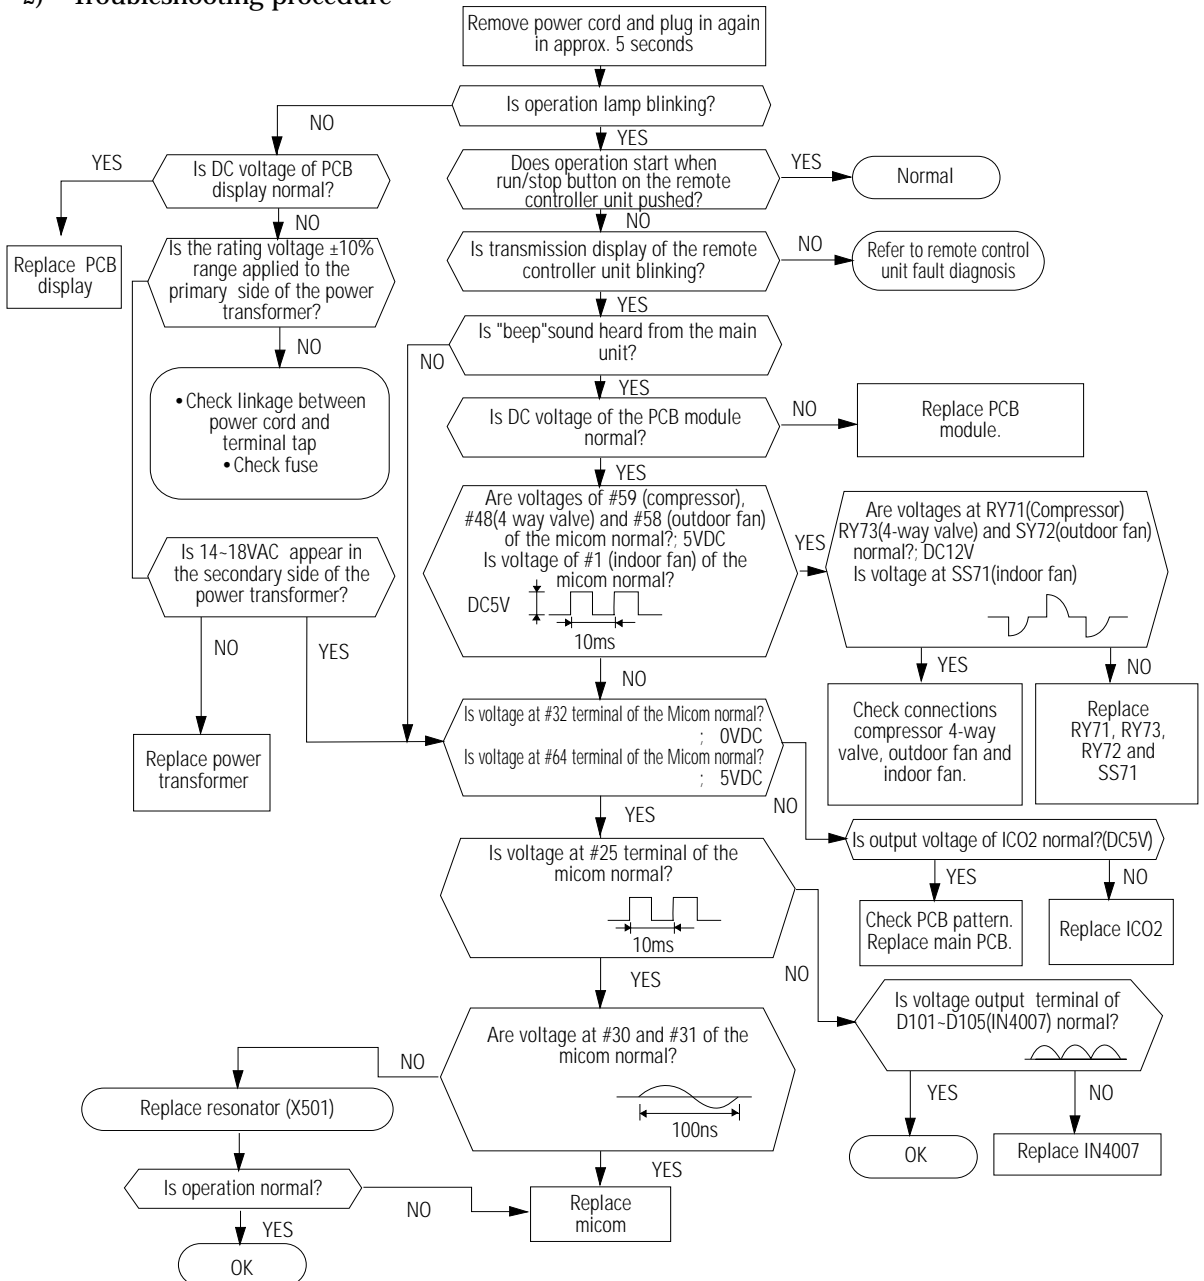 2) Troubleshooting procedure
Remove power cord and plug in again
in approx. 5 seconds
Is operation lamp blinking?
NO
YES
YES
Is DC voltage of PCB
display normal?
Does operation start when
run/stop button on the remote
controller unit pushed?
YES
Normal
NO
NO
Replace PCB
display
Is the rating voltage ±10%
range applied to the
primary side of the power
transformer?
Is transmission display of the remote
controller unit blinking?
NO
Refer to remote control
unit fault diagnosis
YES
NO
Is "beep"sound heard from the main
unit?
NO
YES
• Check linkage between
power cord and
terminal tap
• Check fuse
Is DC voltage of the PCB module
normal?
NO
Replace PCB
module.
YES
Are voltages of #59 (compressor),
#48(4 way valve) and #58 (outdoor fan)
of the micom normal?; 5VDC
Is voltage of #1 (indoor fan) of the
micom normal?
DC5V
10ms
YES
Are voltages at RY71(Compressor)
RY73(4-way valve) and SY72(outdoor fan)
normal?; DC12V
Is voltage at SS71(indoor fan)
Is 14~18VAC appear in
the secondary side of the
power transformer?
NO
YES
NO
YES
NO
Replace power
transformer
Is voltage at #32 terminal of the Micom normal?
; 0VDC
Is voltage at #64 terminal of the Micom normal?
; 5VDC
Check connections
compressor 4-way
valve, outdoor fan and
indoor fan.
Replace
RY71, RY73,
RY72 and
SS71
NO
YES
Is output voltage of ICO2 normal?(DC5V)
Is voltage at #25 terminal of the
micom normal?
10ms
YES
NO
Check PCB pattern.
Replace main PCB.
Replace ICO2
NO
YES
Is voltage output terminal of
D101~D105(IN4007) normal?
Are voltage at #30 and #31 of the
micom normal?
100ns
NO
YES
NO
Replace resonator (X501)
OK
Replace IN4007
YES
Is operation normal?
NO
Replace
micom
YES
OK